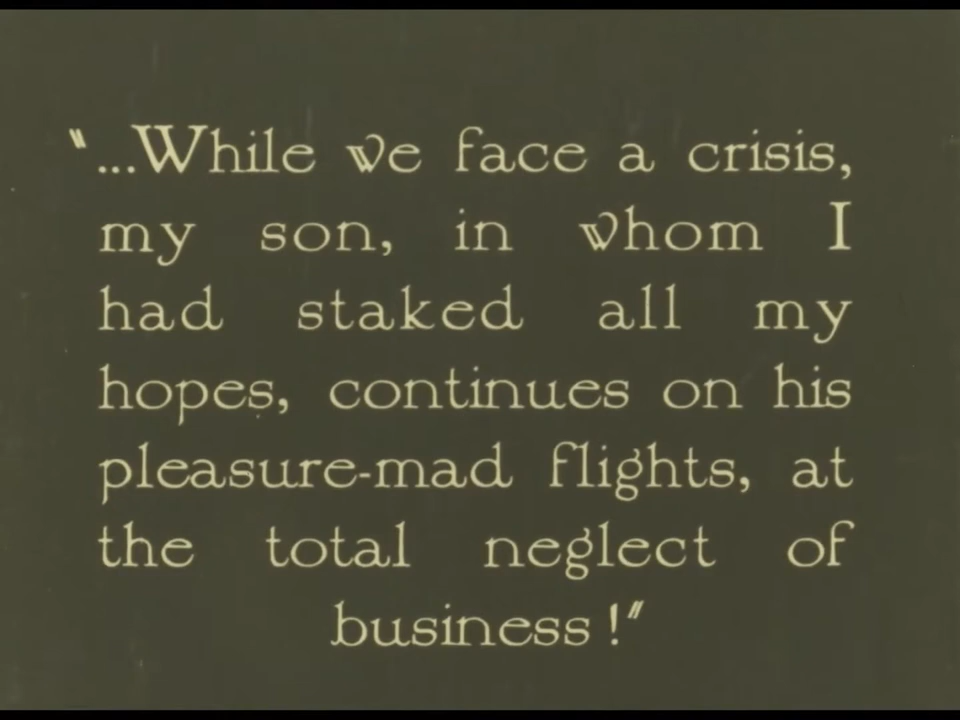 "...While we face a crisis,
my son, in whom I
had staked all my
hopes, continues on his
pleasure-mad flights, at
the total neglect of
business!"